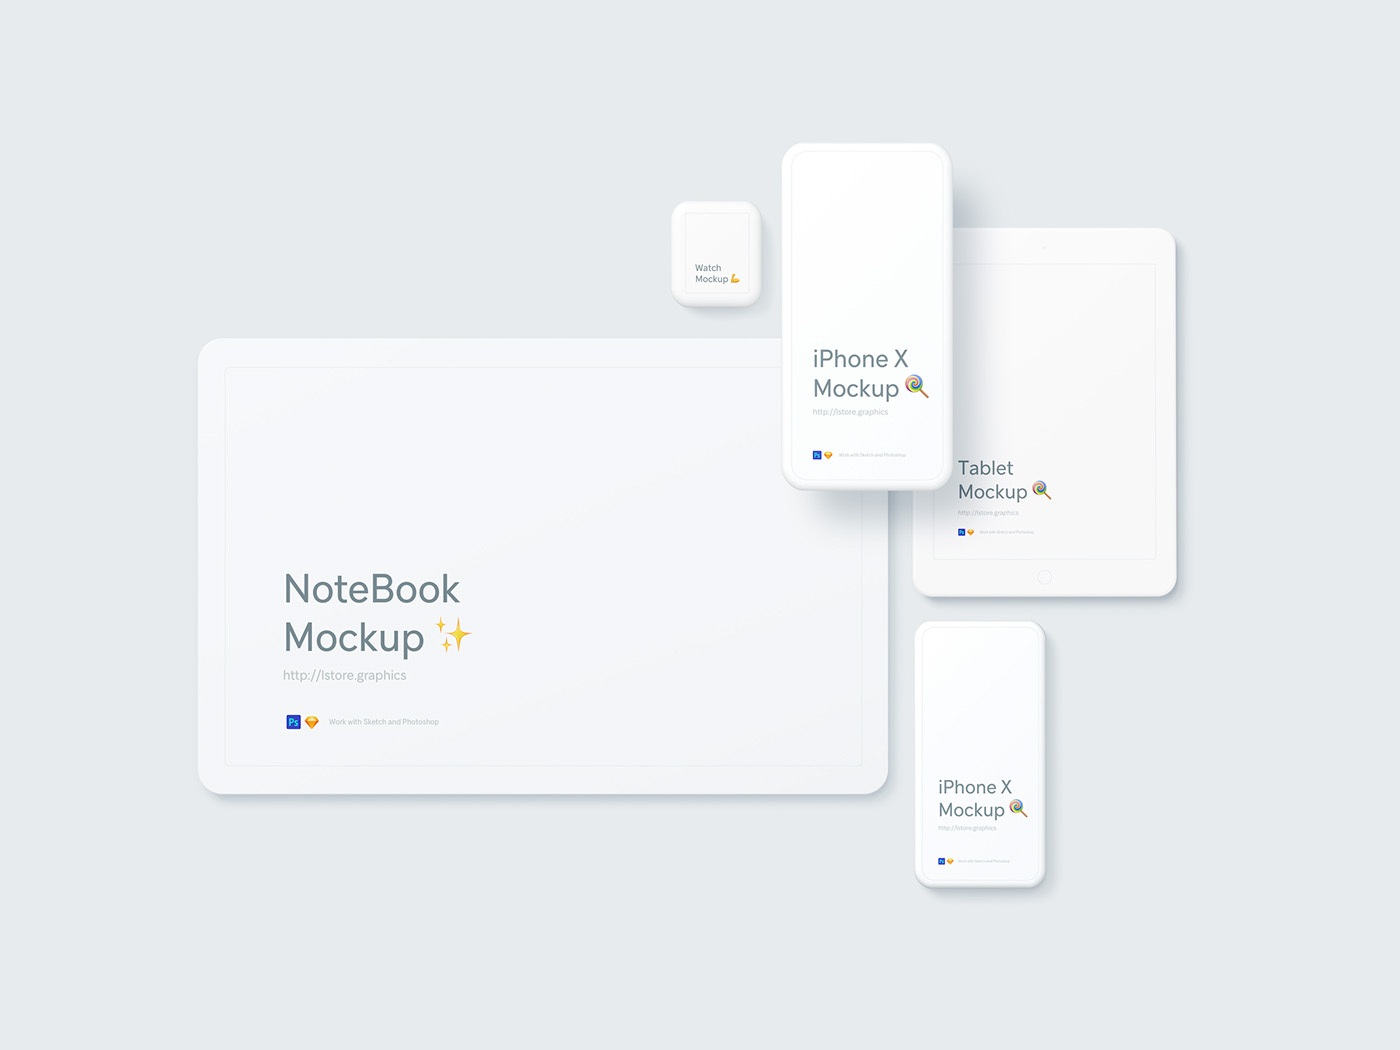 Watch
Mockup 💪
iPhone X
Mockup 🍭
http://lstore.graphics
Ps
Work with Sketch and Photoshop
Tablet
Mockup 🍭
http://lstore.graphics
Ps
Work with Sketch and Photoshop
NoteBook
Mockup ✨
http://lstore.graphics
Ps
Work with Sketch and Photoshop
iPhone X
Mockup 🍭
http://lstore.graphics
Ps
Work with Sketch and Photoshop